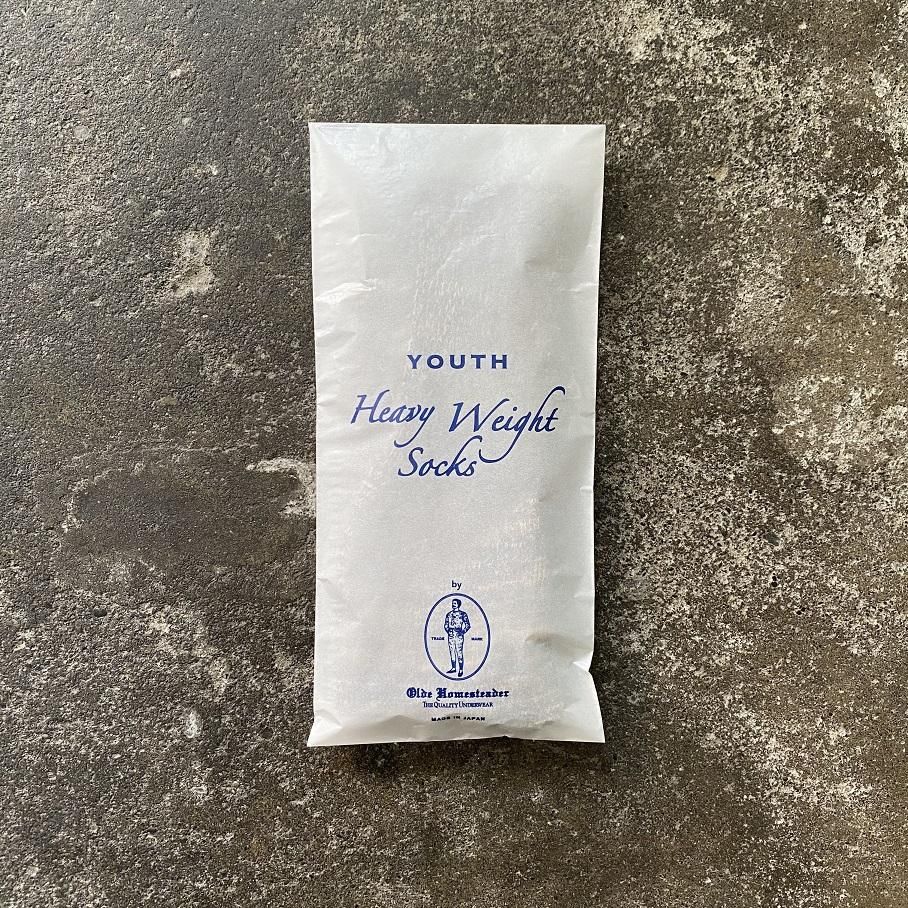 YOUTH
Heavy Weight
Socks
by
TRADE MARK
Olde Homesteader
THE QUALITY UNDERWEAR
MADE IN JAPAN